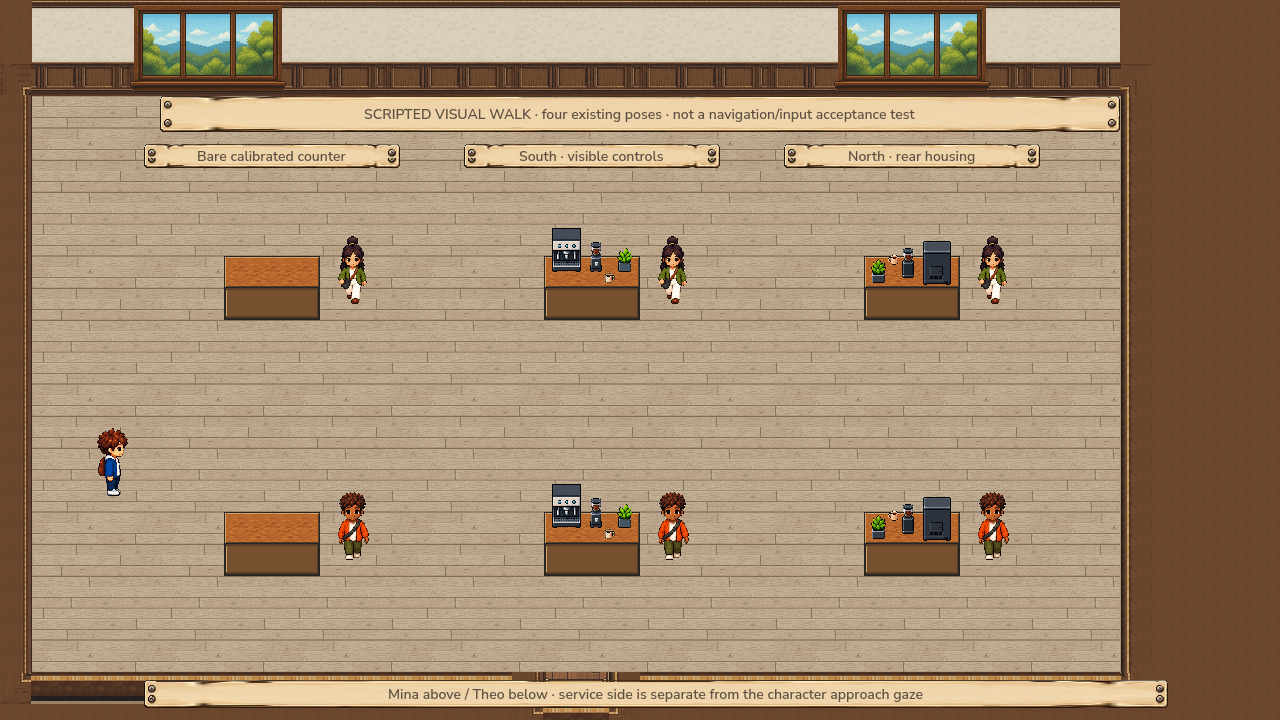 SCRIPTED VISUAL WALK · four existing poses · not a navigation/input acceptance test
Bare calibrated counter
South · visible controls
North · rear housing
Mina above / Theo below · service side is separate from the character approach gaze